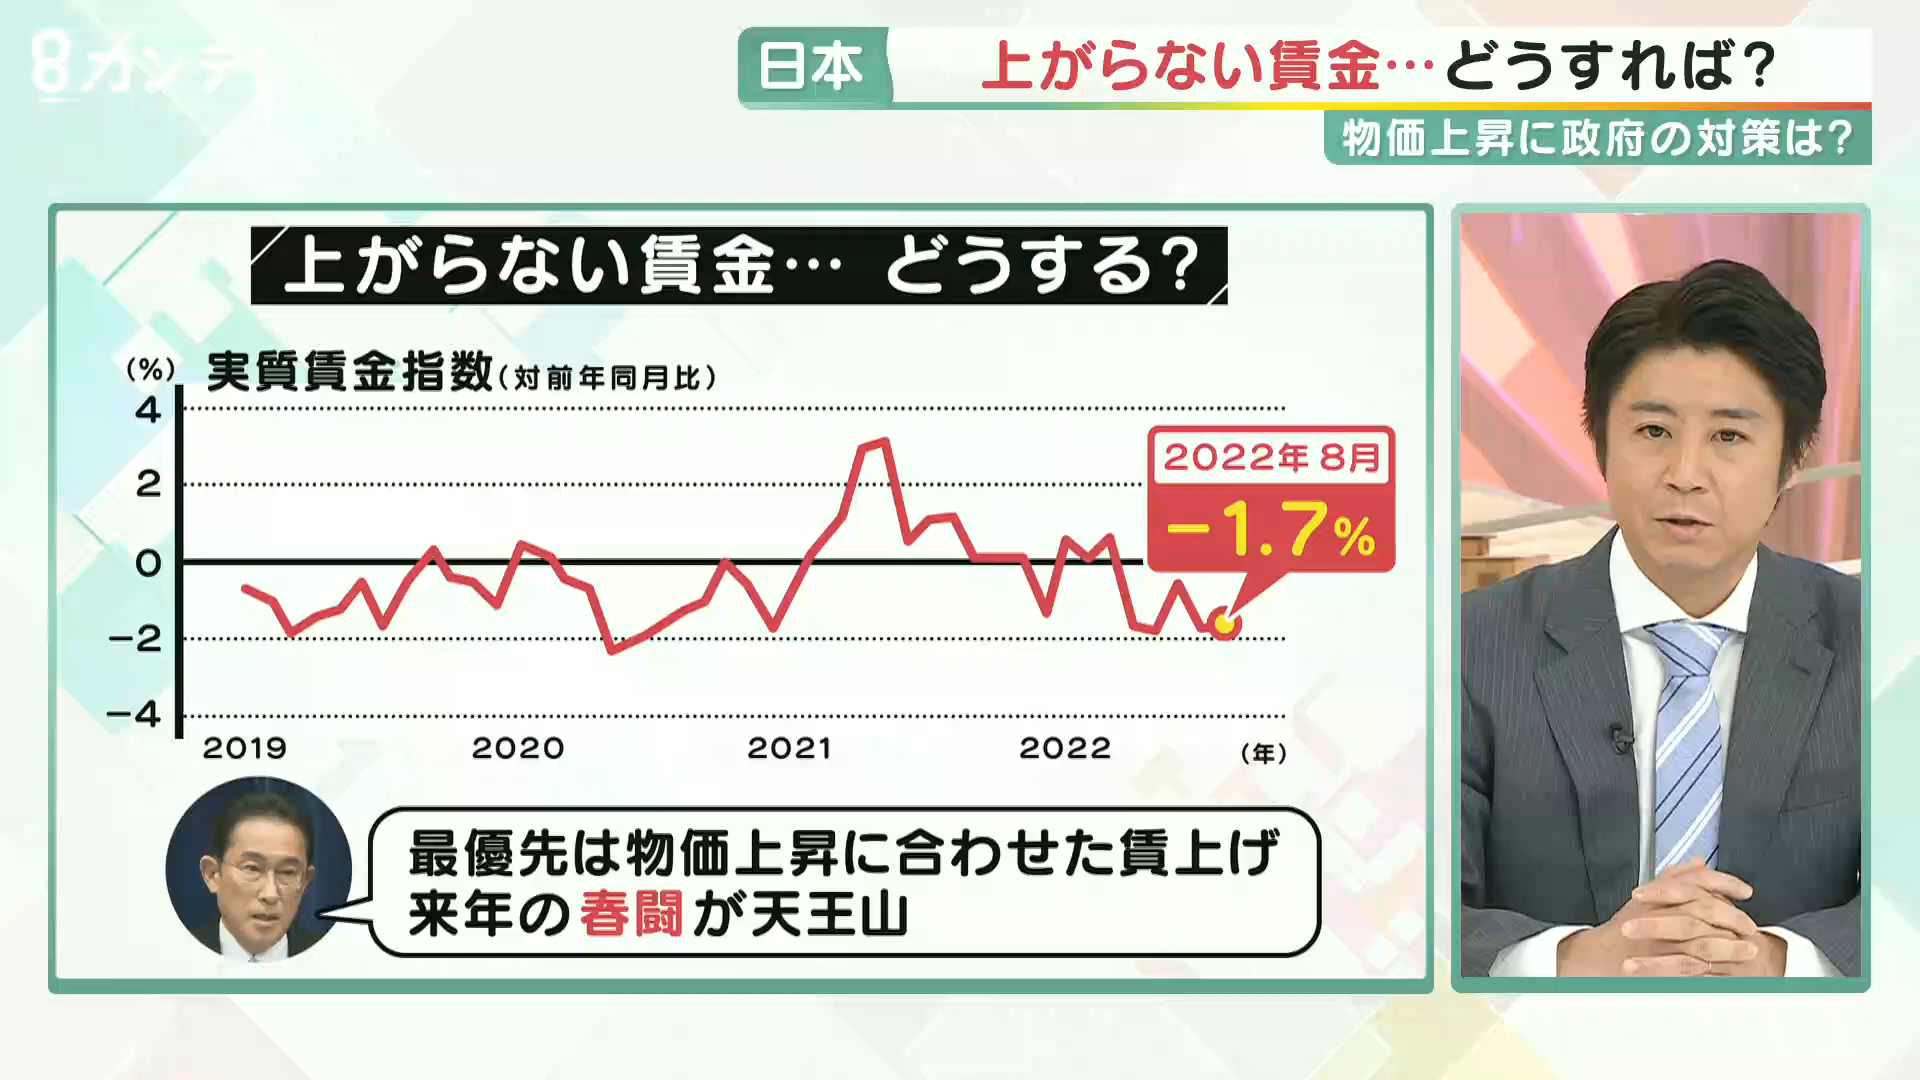 8カンテレ
日本
上がらない賃金…どうすれば？
物価上昇に政府の対策は？
上がらない賃金… どうする？
(%)
実質賃金指数(対前年同月比)
4
2
0
−2
−4
2022年 8月
−1.7%
2019
2020
2021
2022
(年)
最優先は物価上昇に合わせた賃上げ
来年の春闘が天王山